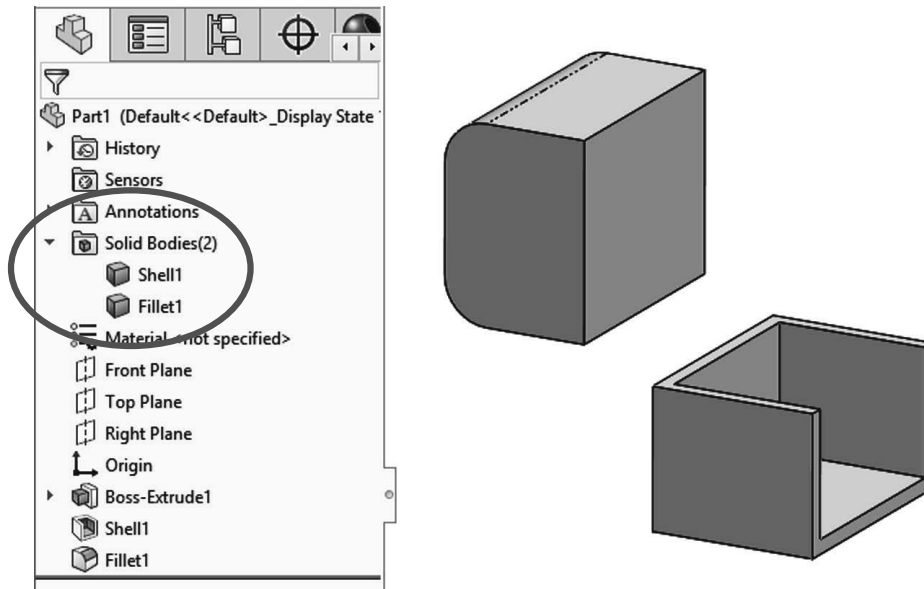 Part1 (Default<<Default>_Display State
History
Sensors
A Annotations
Solid Bodies(2)
Shell1
Fillet1
Material <not specified>
Front Plane
Top Plane
Right Plane
Origin
Boss-Extrude1
Shell1
Fillet1